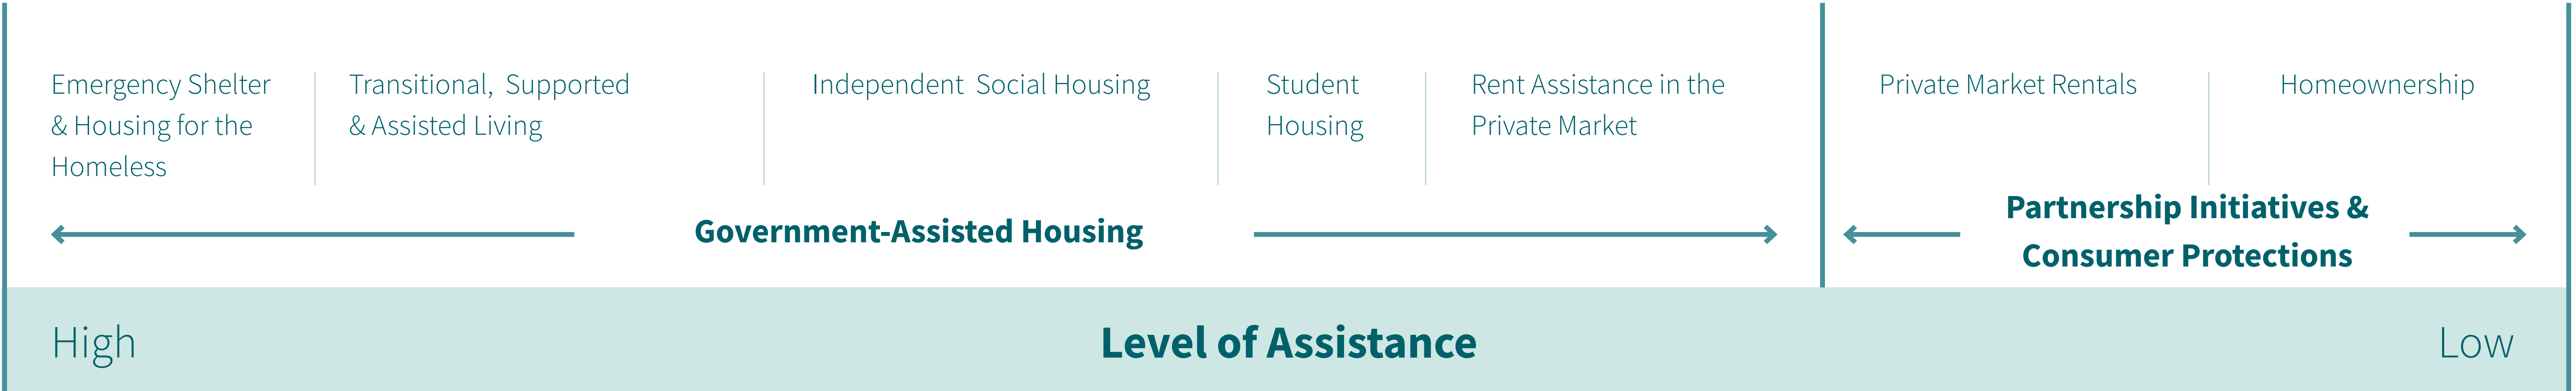 Emergency Shelter
& Housing for the
Homeless
Transitional, Supported
& Assisted Living
Independent Social Housing
Student
Housing
Rent Assistance in the
Private Market
Private Market Rentals
Homeownership
Government-Assisted Housing
Partnership Initiatives &
Consumer Protections
High
Level of Assistance
Low